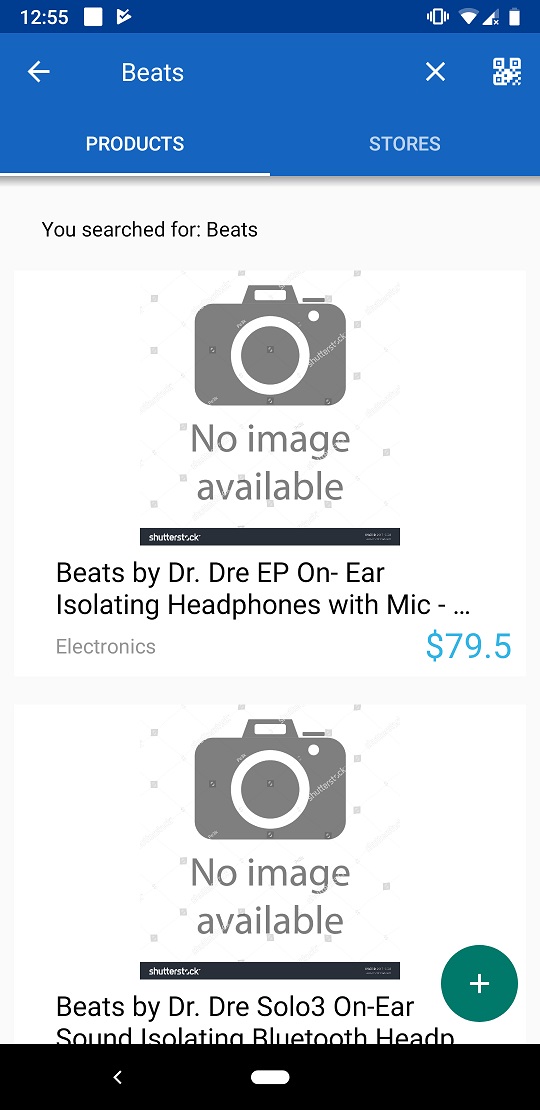 12:55
Beats
PRODUCTS STORES
You searched for: Beats
shutterstock
No image
available
shutterstock
Beats by Dr. Dre EP On- Ear
Isolating Headphones with Mic - ...
Electronics
$79.5
shutterstock
No image
available
shutterstock
Beats by Dr. Dre Solo3 On-Ear
Sound Isolating Bluetooth Headp
+